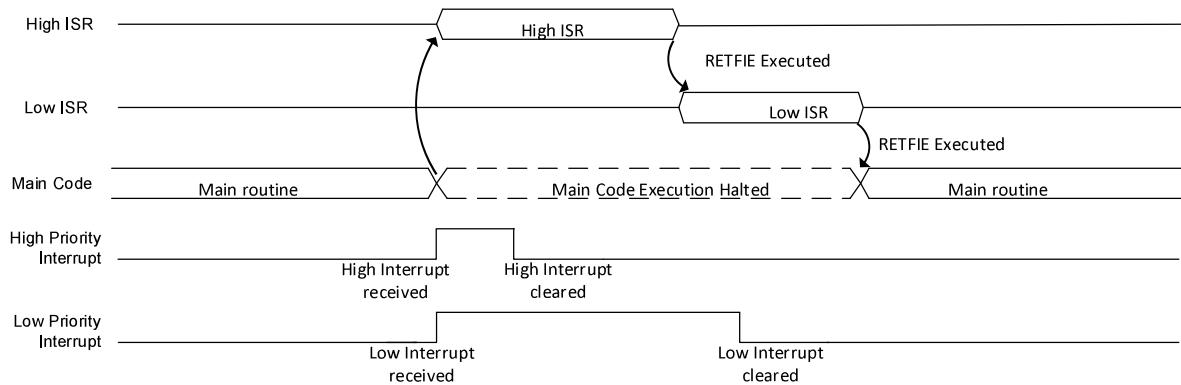 High ISR
High ISR
RETFIE Executed
Low ISR
Low ISR
RETFIE Executed
Main Code
Main routine
Main Code Execution Halted
Main routine
High Priority
Interrupt
High Interrupt
received
High Interrupt
cleared
Low Priority
Interrupt
Low Interrupt
received
Low Interrupt
cleared